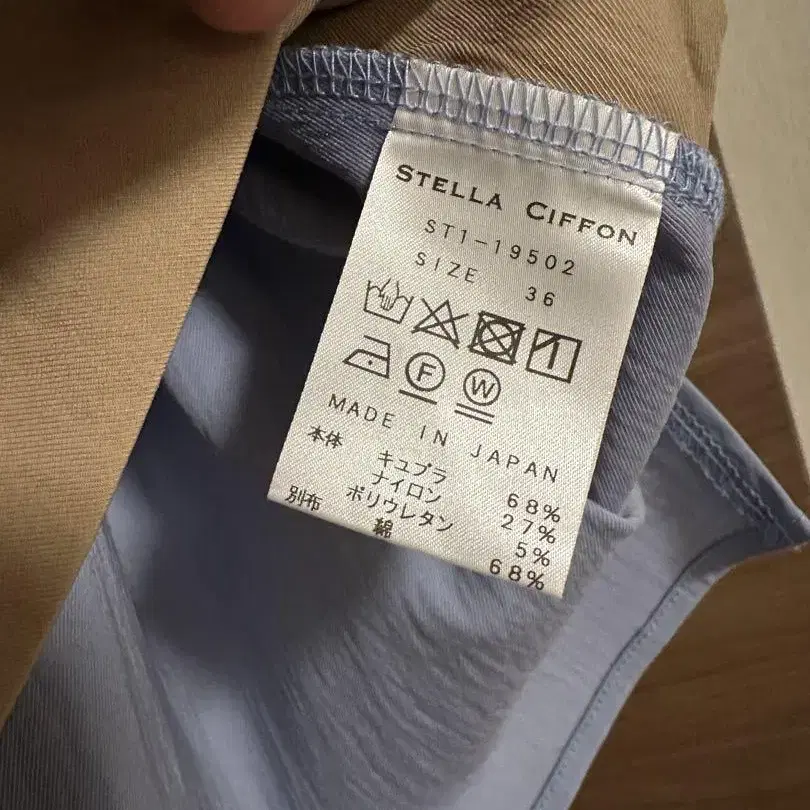 STELLA CIFFON
ST1-19502
SIZE 36
F W
MADE IN JAPAN
本体 キュプラ 68%
ナイロン 27%
ポリウレタン 5%
別布 綿 68%